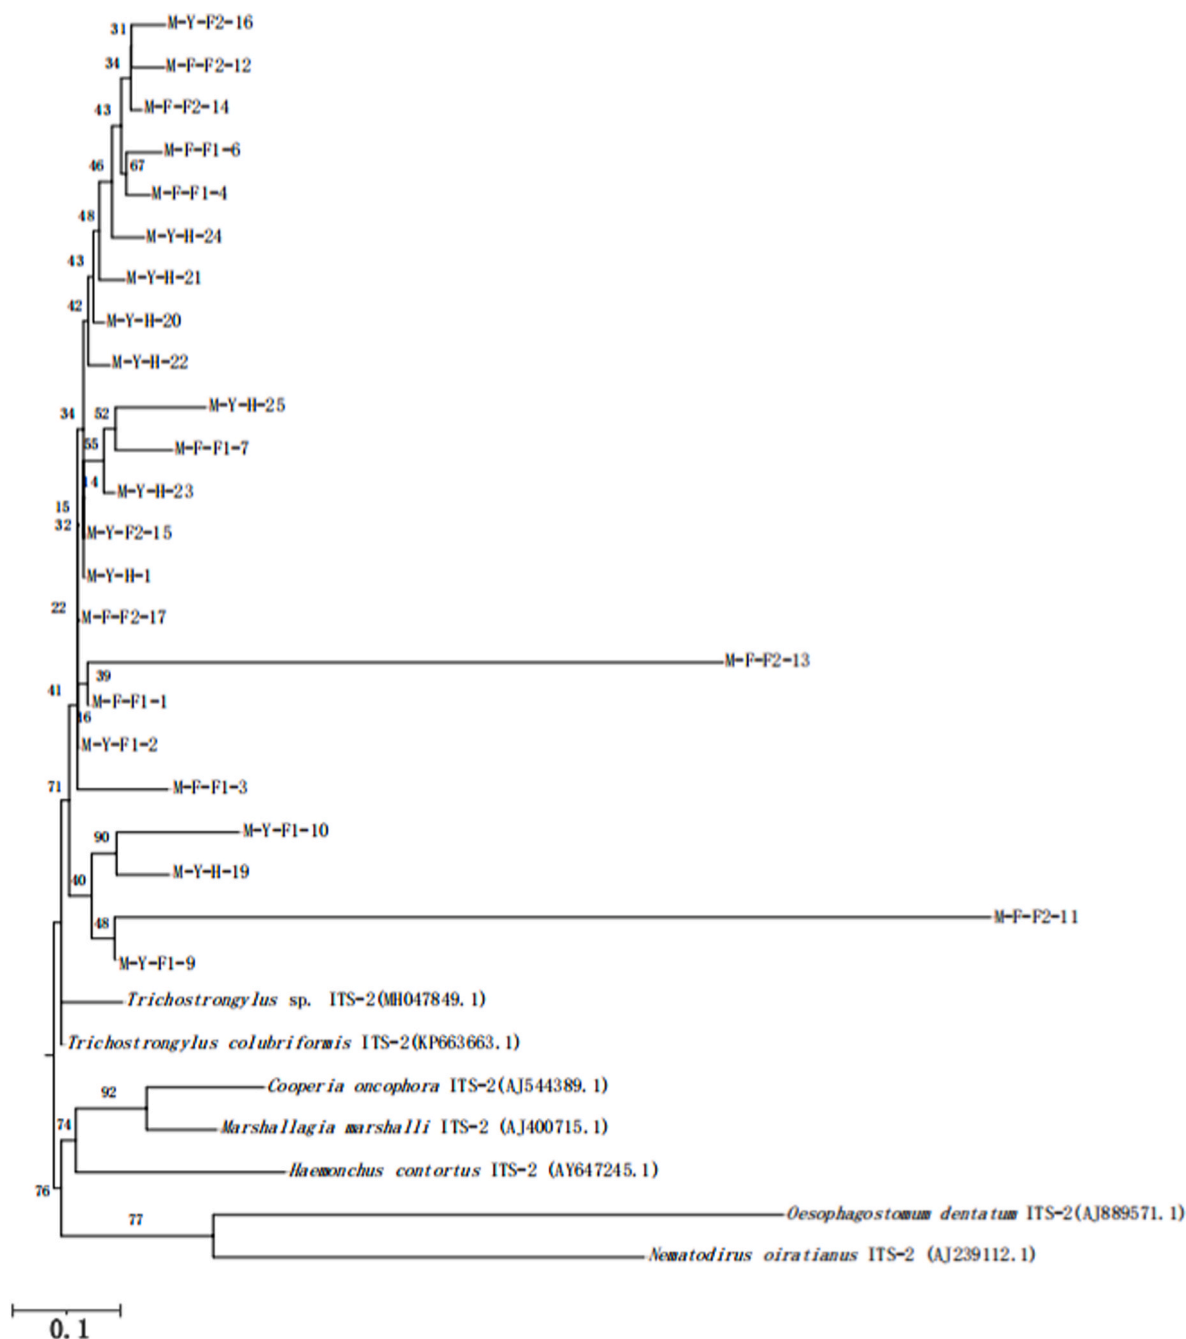 31
M-Y-F2-16
34
M-F-F2-12
43
M-F-F2-14
M-F-F1-6
46
67
M-F-F1-4
48
M-Y-H-24
43
M-Y-H-21
42
M-Y-H-20
M-Y-H-22
34
52
M-Y-H-25
55
M-F-F1-7
14
M-Y-H-23
15
32
M-Y-F2-15
M-Y-H-1
22
M-F-F2-17
M-F-F2-13
39
41
M-F-F1-1
16
M-Y-F1-2
71
M-F-F1-3
90
M-Y-F1-10
40
M-Y-H-19
48
M-F-F2-11
M-Y-F1-9
Trichostrongylus sp. ITS-2(MH047849.1)
Trichostrongylus colubriformis ITS-2(KP663663.1)
92
Cooperia oncophora ITS-2(AJ544389.1)
74
Marshallagia marshalli ITS-2 (AJ400715.1)
Haemonchus contortus ITS-2 (AY647245.1)
76
77
Oesophagostomum dentatum ITS-2(AJ889571.1)
Nematodirus oiratianus ITS-2 (AJ239112.1)
0.1